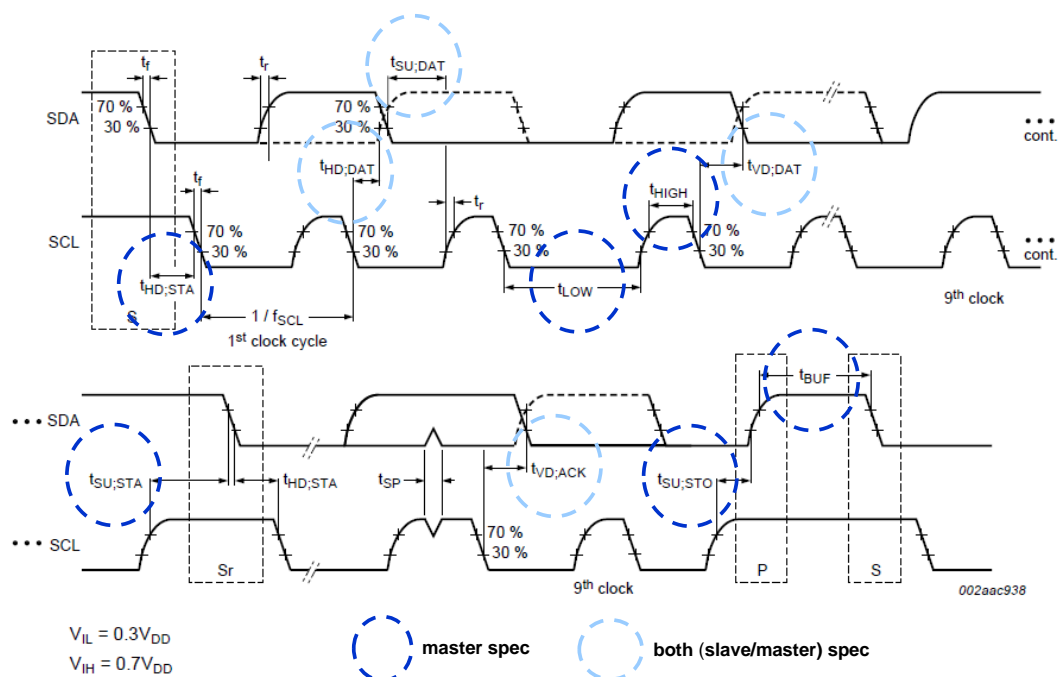 tf
tr
tSU;DAT
70 %
30 %
70 %
30 %
SDA
cont.
tHD;DAT
tVD;DAT
tf
tr
tHIGH
SCL
70 %
30 %
70 %
30 %
70 %
30 %
70 %
30 %
cont.
tHD;STA
tLOW
9th clock
S
1 / fSCL
1st clock cycle
tBUF
SDA
tSU;STA
tHD;STA
tSP
tVD;ACK
tSU;STO
70 %
30 %
SCL
Sr
P
S
9th clock
002aac938
VIL = 0.3VDD
VIH = 0.7VDD
master spec
both (slave/master) spec